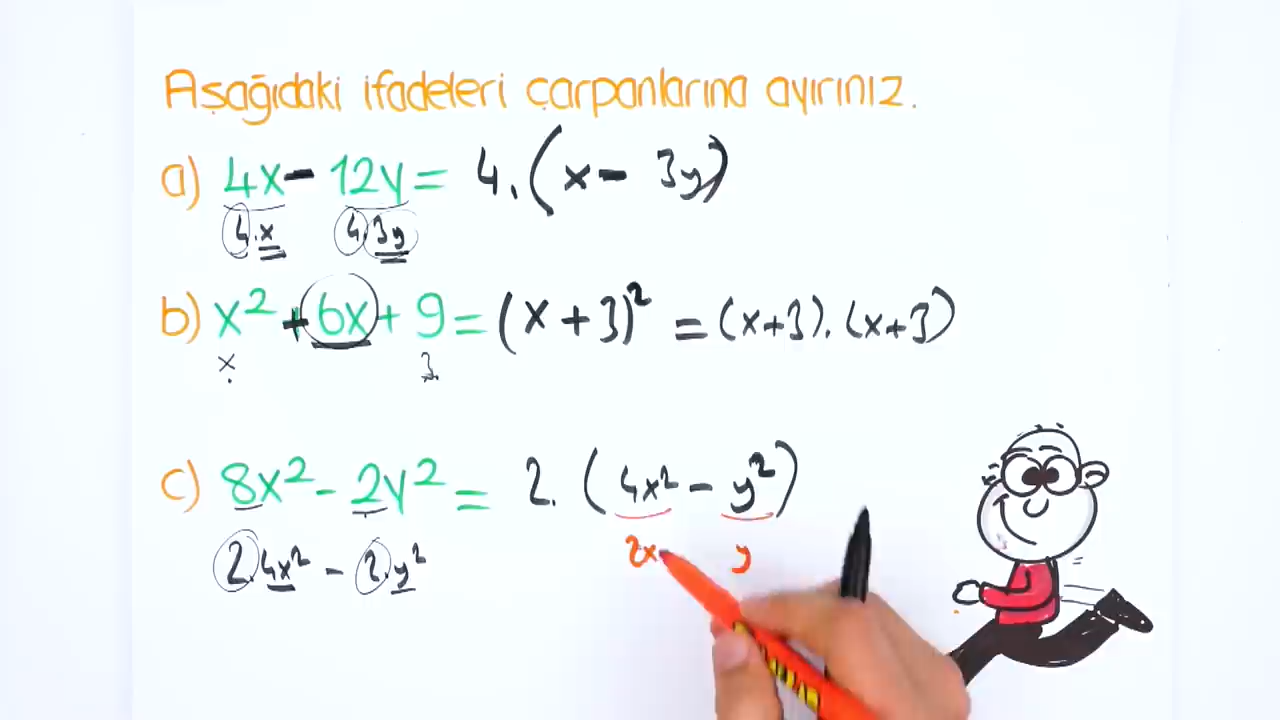 Aşağıdaki ifadeleri çarpanlarına ayırınız.
a) 4x - 12y = 4.(x - 3y)
4.x 4.3y
b) x² + 6x + 9 = (x+3)² = (x+3).(x+3)
x 3
c) 8x² - 2y² = 2.(4x² - y²)
2.4x² - 2.y² 2x y